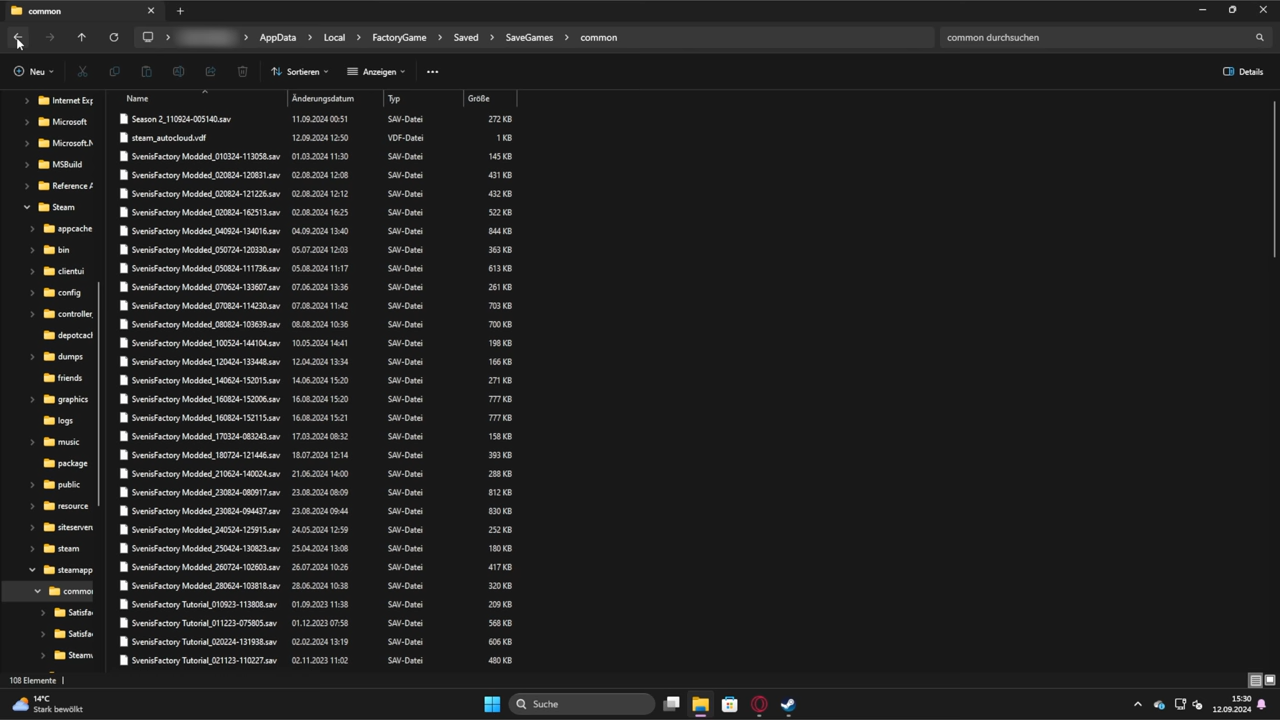 common
AppData
Local
FactoryGame
Saved
SaveGames
common
common durchsuchen
Neu
Sortieren
Anzeigen
Details
Name
Änderungsdatum
Typ
Größe
Internet Exp
Microsoft
Microsoft.N
MSBuild
Reference A
Steam
appcache
bin
clientui
config
controller_
depotcach
dumps
friends
graphics
logs
music
package
public
resource
siteserveru
steam
steamapp
common
Satisfac
Satisfac
Steamw
Season 2_110924-005140.sav 11.09.2024 00:51 SAV-Datei 272 KB
steam_autocloud.vdf 12.09.2024 12:50 VDF-Datei 1 KB
SvenisFactory Modded_010324-113058.sav 01.03.2024 11:30 SAV-Datei 145 KB
SvenisFactory Modded_020824-120831.sav 02.08.2024 12:08 SAV-Datei 431 KB
SvenisFactory Modded_020824-121226.sav 02.08.2024 12:12 SAV-Datei 432 KB
SvenisFactory Modded_020824-162513.sav 02.08.2024 16:25 SAV-Datei 522 KB
SvenisFactory Modded_040924-134016.sav 04.09.2024 13:40 SAV-Datei 844 KB
SvenisFactory Modded_050724-120330.sav 05.07.2024 12:03 SAV-Datei 363 KB
SvenisFactory Modded_050824-111736.sav 05.08.2024 11:17 SAV-Datei 613 KB
SvenisFactory Modded_070624-133607.sav 07.06.2024 13:36 SAV-Datei 261 KB
SvenisFactory Modded_070824-114230.sav 07.08.2024 11:42 SAV-Datei 703 KB
SvenisFactory Modded_080824-103639.sav 08.08.2024 10:36 SAV-Datei 700 KB
SvenisFactory Modded_100524-144104.sav 10.05.2024 14:41 SAV-Datei 198 KB
SvenisFactory Modded_120424-133448.sav 12.04.2024 13:34 SAV-Datei 166 KB
SvenisFactory Modded_140624-152015.sav 14.06.2024 15:20 SAV-Datei 271 KB
SvenisFactory Modded_160824-152006.sav 16.08.2024 15:20 SAV-Datei 777 KB
SvenisFactory Modded_160824-152115.sav 16.08.2024 15:21 SAV-Datei 777 KB
SvenisFactory Modded_170324-083243.sav 17.03.2024 08:32 SAV-Datei 158 KB
SvenisFactory Modded_180724-121446.sav 18.07.2024 12:14 SAV-Datei 393 KB
SvenisFactory Modded_210624-140024.sav 21.06.2024 14:00 SAV-Datei 288 KB
SvenisFactory Modded_230824-080917.sav 23.08.2024 08:09 SAV-Datei 812 KB
SvenisFactory Modded_230824-094437.sav 23.08.2024 09:44 SAV-Datei 830 KB
SvenisFactory Modded_240524-125915.sav 24.05.2024 12:59 SAV-Datei 252 KB
SvenisFactory Modded_250424-130823.sav 25.04.2024 13:08 SAV-Datei 180 KB
SvenisFactory Modded_260724-102603.sav 26.07.2024 10:26 SAV-Datei 417 KB
SvenisFactory Modded_280624-103818.sav 28.06.2024 10:38 SAV-Datei 320 KB
SvenisFactory Tutorial_010923-113808.sav 01.09.2023 11:38 SAV-Datei 209 KB
SvenisFactory Tutorial_011223-075805.sav 01.12.2023 07:58 SAV-Datei 568 KB
SvenisFactory Tutorial_020224-131938.sav 02.02.2024 13:19 SAV-Datei 606 KB
SvenisFactory Tutorial_021123-110227.sav 02.11.2023 11:02 SAV-Datei 480 KB
108 Elemente
14°C
Stark bewölkt
Suche
15:30
12.09.2024